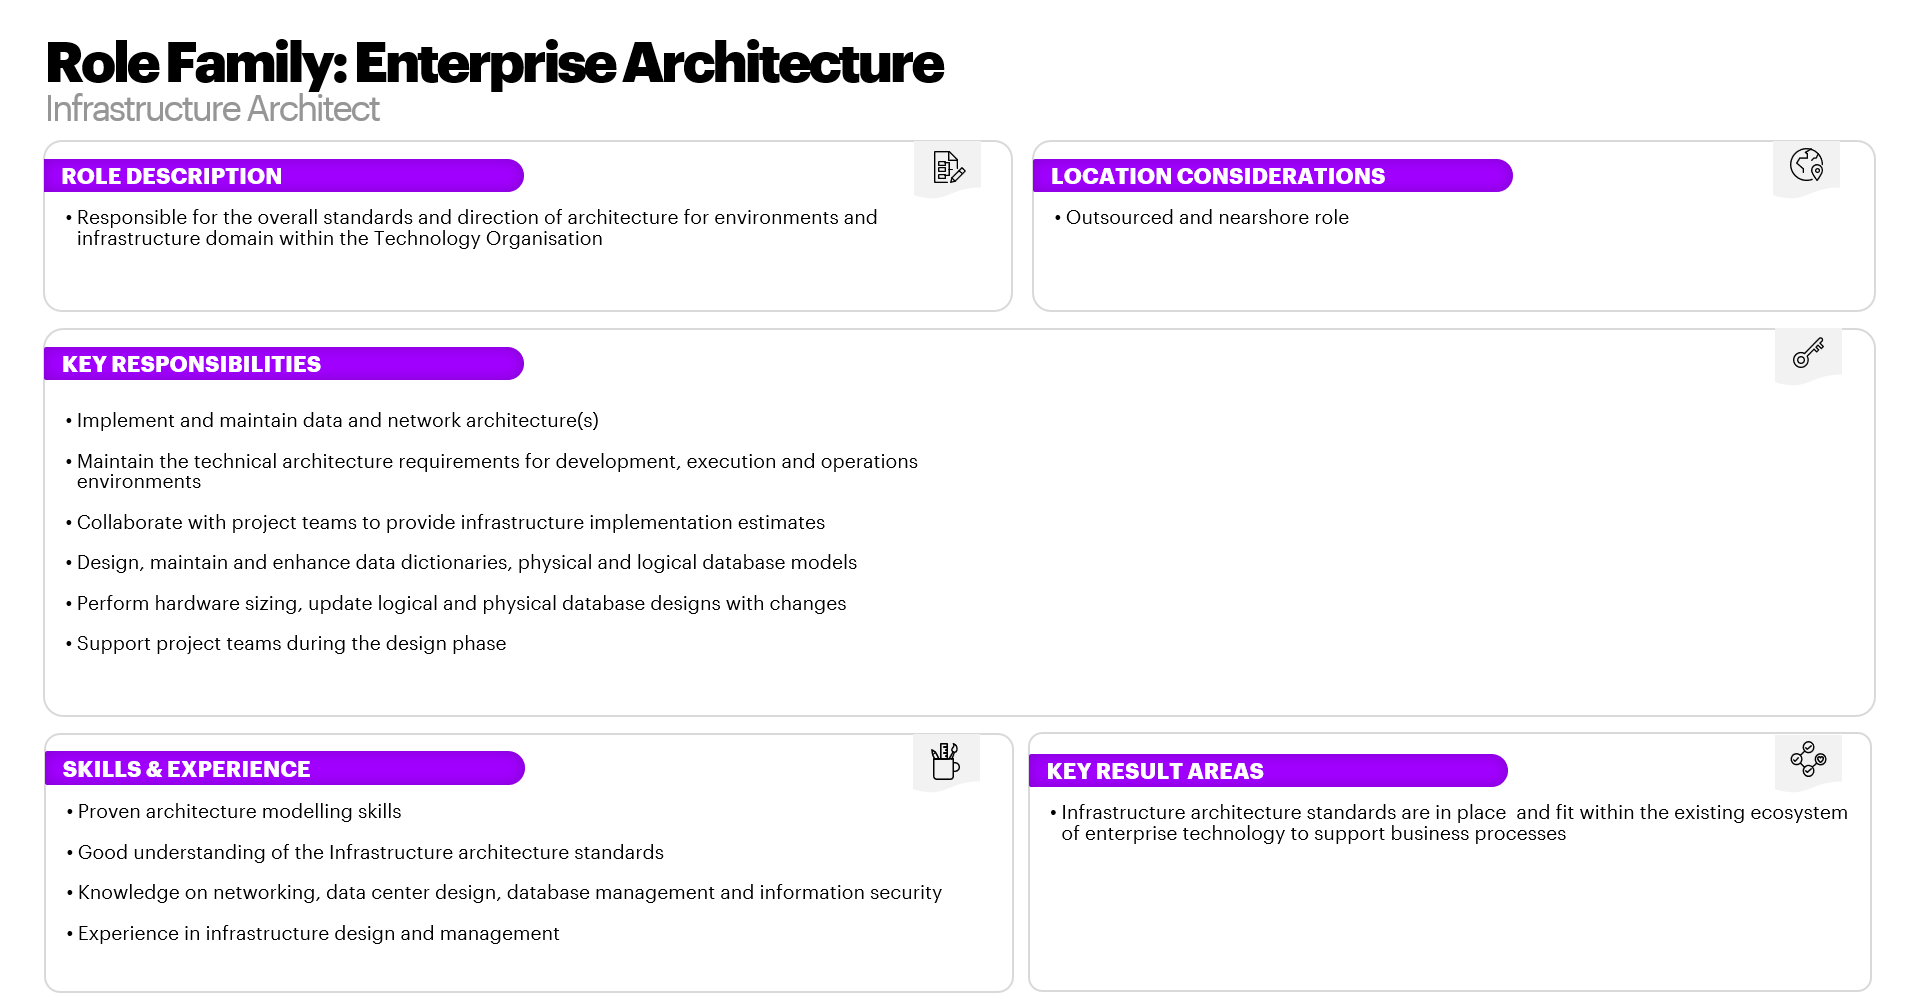 Role Family: Enterprise Architecture
Infrastructure Architect
ROLE DESCRIPTION
• Responsible for the overall standards and direction of architecture for environments and
infrastructure domain within the Technology Organisation
LOCATION CONSIDERATIONS
• Outsourced and nearshore role
KEY RESPONSIBILITIES
• Implement and maintain data and network architecture(s)
• Maintain the technical architecture requirements for development, execution and operations
environments
• Collaborate with project teams to provide infrastructure implementation estimates
• Design, maintain and enhance data dictionaries, physical and logical database models
• Perform hardware sizing, update logical and physical database designs with changes
• Support project teams during the design phase
SKILLS & EXPERIENCE
• Proven architecture modelling skills
• Good understanding of the Infrastructure architecture standards
• Knowledge on networking, data center design, database management and information security
• Experience in infrastructure design and management
KEY RESULT AREAS
• Infrastructure architecture standards are in place  and fit within the existing ecosystem
of enterprise technology to support business processes